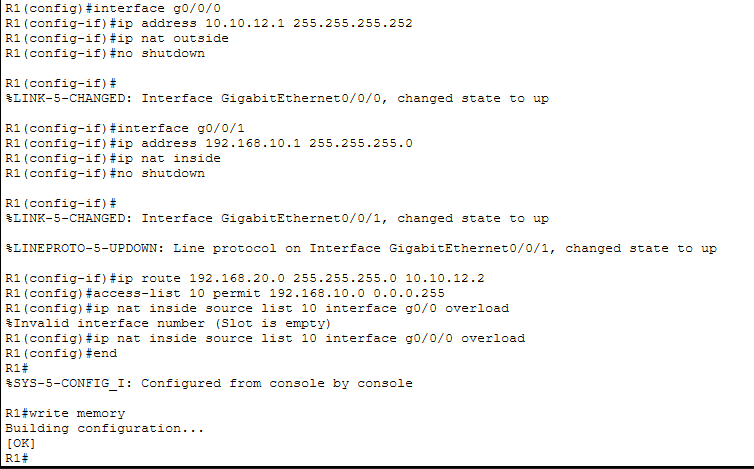 R1(config)#interface g0/0/0
R1(config-if)#ip address 10.10.12.1 255.255.255.252
R1(config-if)#ip nat outside
R1(config-if)#no shutdown
R1(config-if)#
%LINK-5-CHANGED: Interface GigabitEthernet0/0/0, changed state to up
R1(config-if)#interface g0/0/1
R1(config-if)#ip address 192.168.10.1 255.255.255.0
R1(config-if)#ip nat inside
R1(config-if)#no shutdown
R1(config-if)#
%LINK-5-CHANGED: Interface GigabitEthernet0/0/1, changed state to up
%LINEPROTO-5-UPDOWN: Line protocol on Interface GigabitEthernet0/0/1, changed state to up
R1(config-if)#ip route 192.168.20.0 255.255.255.0 10.10.12.2
R1(config)#access-list 10 permit 192.168.10.0 0.0.0.255
R1(config)#ip nat inside source list 10 interface g0/0 overload
%Invalid interface number (Slot is empty)
R1(config)#ip nat inside source list 10 interface g0/0/0 overload
R1(config)#end
R1#
%SYS-5-CONFIG_I: Configured from console by console
R1#write memory
Building configuration...
[OK]
R1#